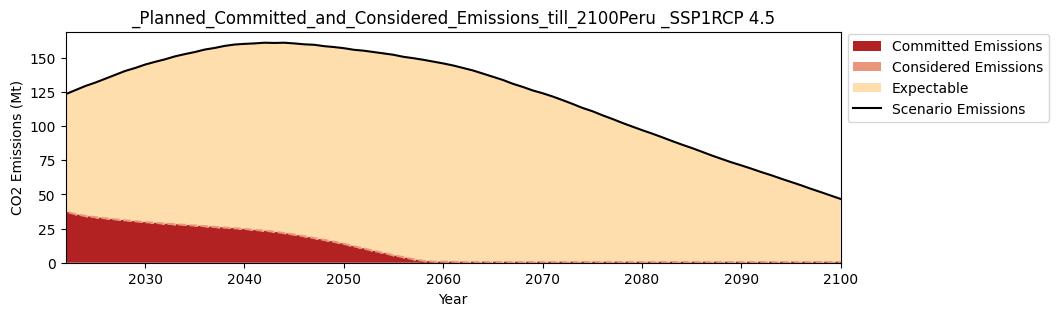 _Planned_Committed_and_Considered_Emissions_till_2100Peru _SSP1RCP 4.5
CO2 Emissions (Mt)
150
125
100
75
50
25
0
2030 2040 2050 2060 2070 2080 2090 2100
Year
Committed Emissions
Considered Emissions
Expectable
Scenario Emissions